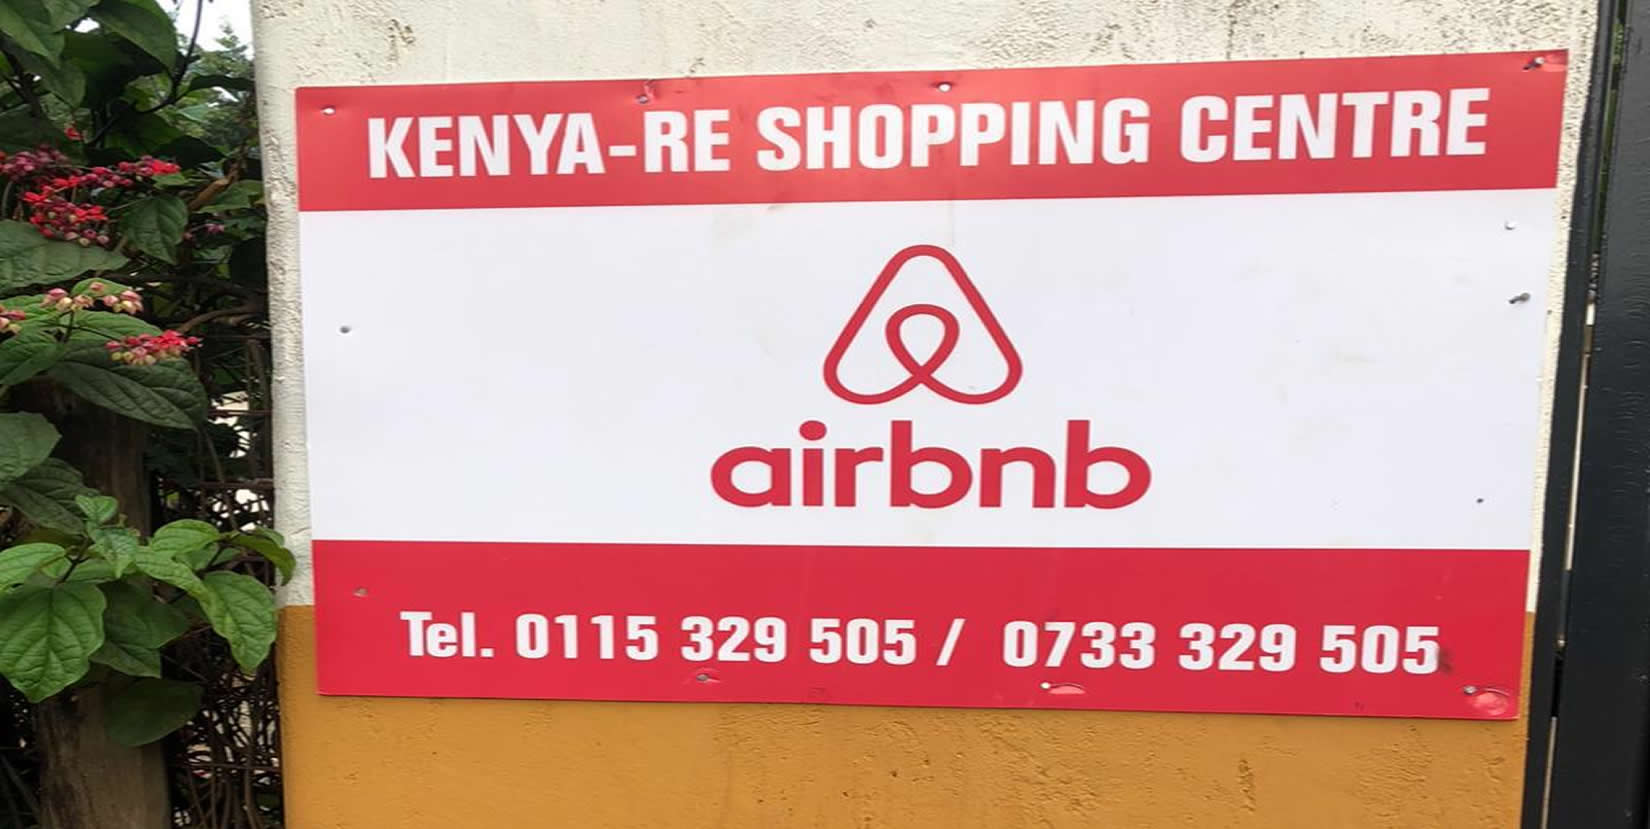 KENYA-RE SHOPPING CENTRE
airbnb
Tel. 0115 329 505 / 0733 329 505